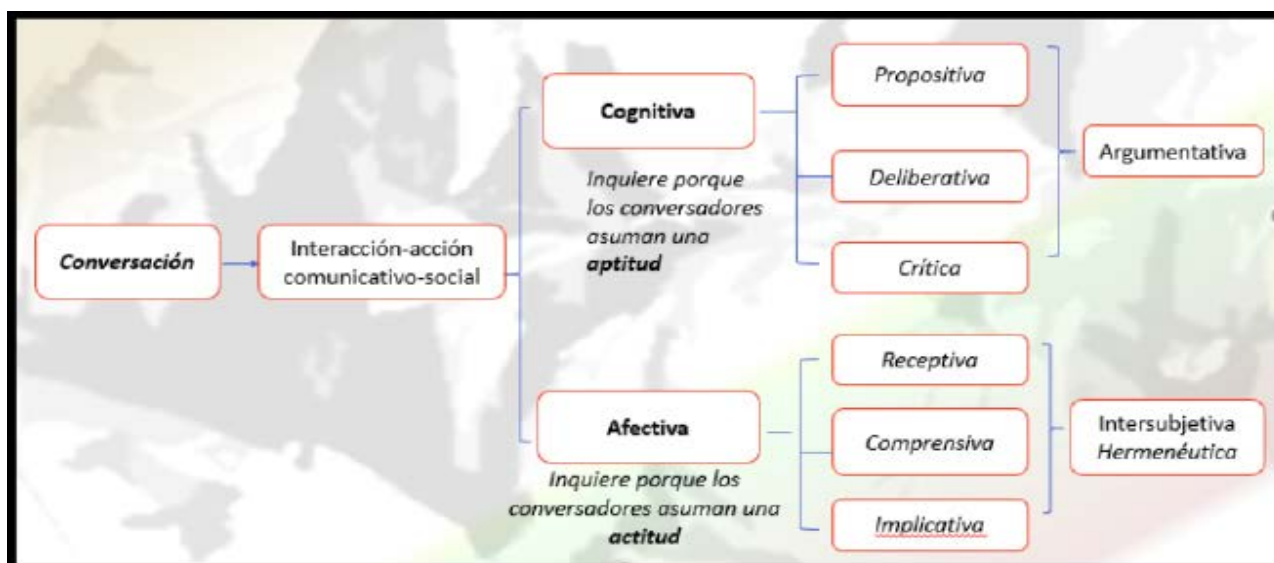 Conversación
Interacción-acción
comunicativo-social
Cognitiva
Inquiere porque
los conversadores
asuman una
aptitud
Propositiva
Deliberativa
Crítica
Argumentativa
Afectiva
Inquiere porque los
conversadores asuman una
actitud
Receptiva
Comprensiva
Implicativa
Intersubjetiva
Hermenéutica